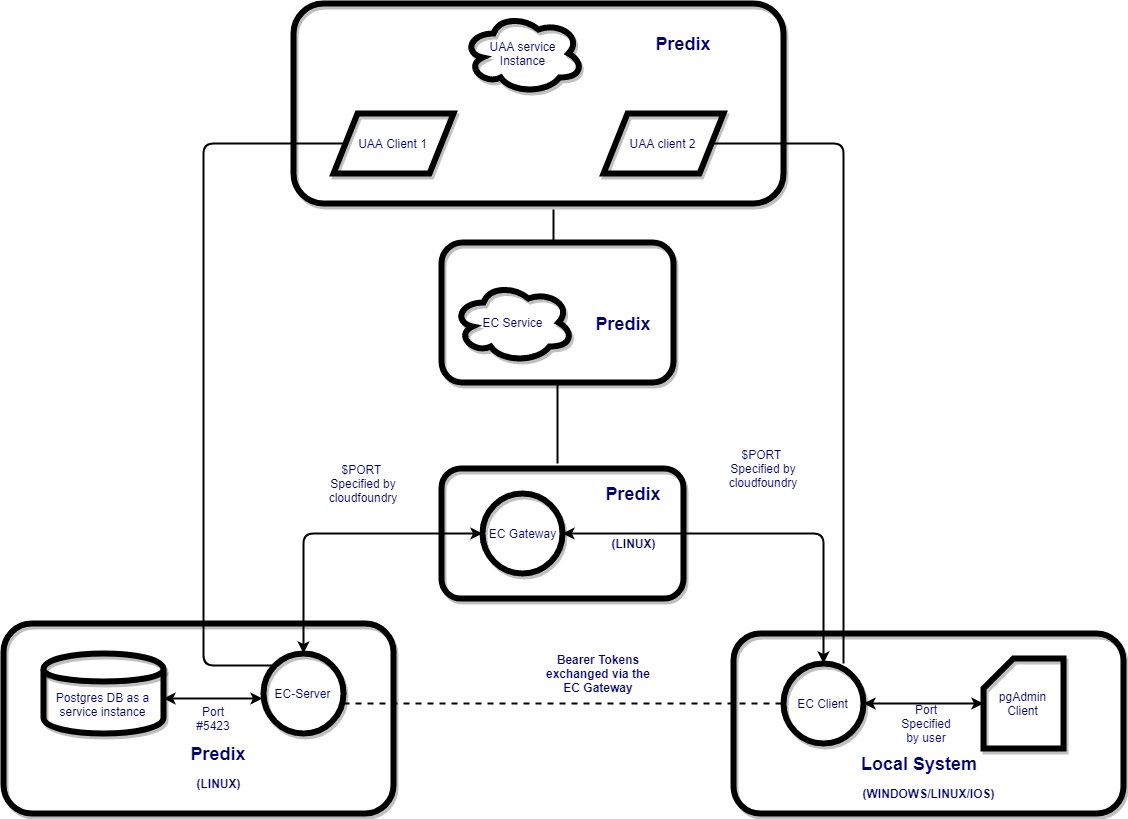 UAA service
Instance
Predix
UAA Client 1
UAA client 2
EC Service
Predix
$PORT
Specified by
cloudfoundry
$PORT
Specified by
cloudfoundry
Predix
EC Gateway
(LINUX)
Postgres DB as a
service instance
Port
#5423
EC-Server
Predix
(LINUX)
Bearer Tokens
exchanged via the
EC Gateway
EC Client
Port
Specified
by user
pgAdmin
Client
Local System
(WINDOWS/LINUX/IOS)